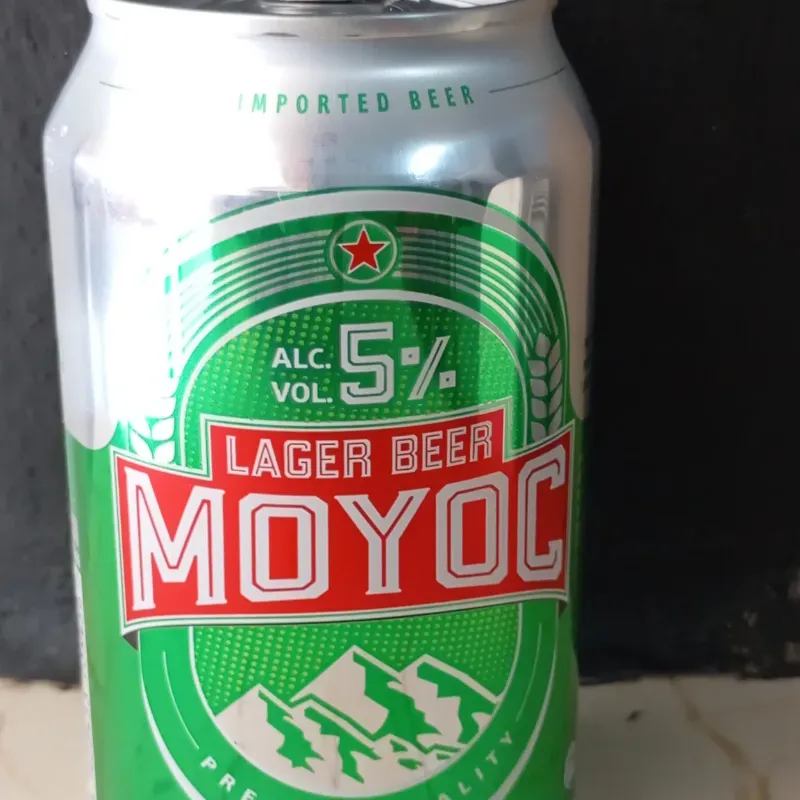 IMPORTED BEER
ALC. 5%
VOL.
LAGER BEER
MOYOC